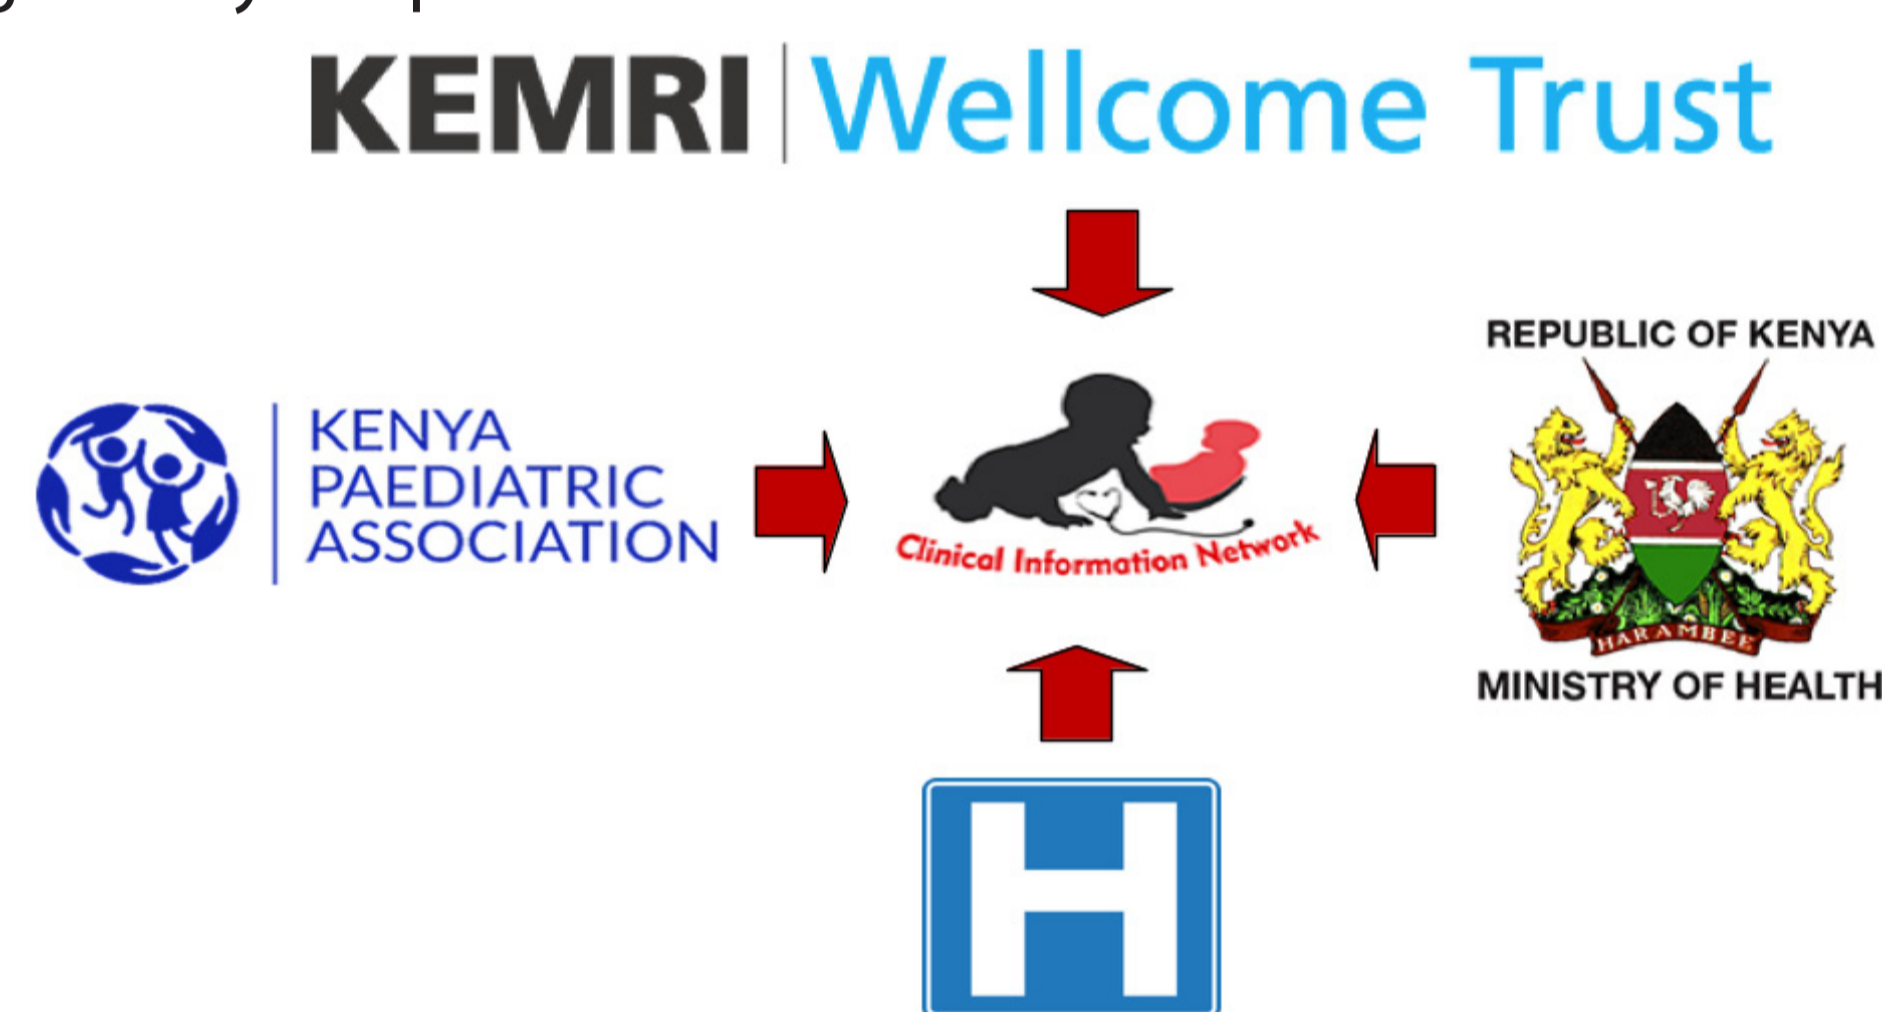 KEMRI | Wellcome Trust
REPUBLIC OF KENYA
KENYA
PAEDIATRIC
ASSOCIATION
Clinical Information Network
HARAMBEE
MINISTRY OF HEALTH
H